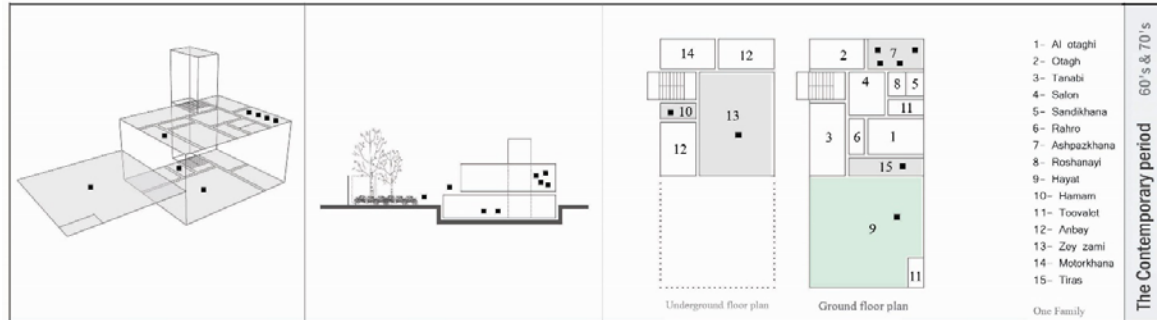 14
12
10
13
12
Underground floor plan
2
7
4
8
5
11
3
6
1
15
9
11
Ground floor plan
1- Al otaghi
2- Otagh
3- Tanabi
4- Salon
5- Sandikhana
6- Rahro
7- Ashpazkhana
8- Roshanayi
9- Hayat
10- Hamam
11- Toovalet
12- Anbay
13- Zey zami
14- Motorkhana
15- Tiras
One Family
The Contemporary period 60's & 70's